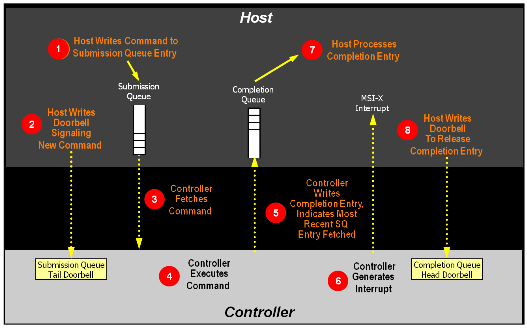 Host
1
Host Writes Command to
Submission Queue Entry
7
Host Processes
Completion Entry
Submission
Queue
Completion
Queue
MSI-X
Interrupt
2
Host Writes
Doorbell
Signaling
New Command
8
Host Writes
Doorbell
To Release
Completion Entry
3
Controller
Fetches
Command
5
Controller
Writes
Completion Entry,
Indicates Most
Recent SQ
Entry Fetched
Submission Queue
Tail Doorbell
4
Controller
Executes
Command
6
Controller
Generates
Interrupt
Completion Queue
Head Doorbell
Controller